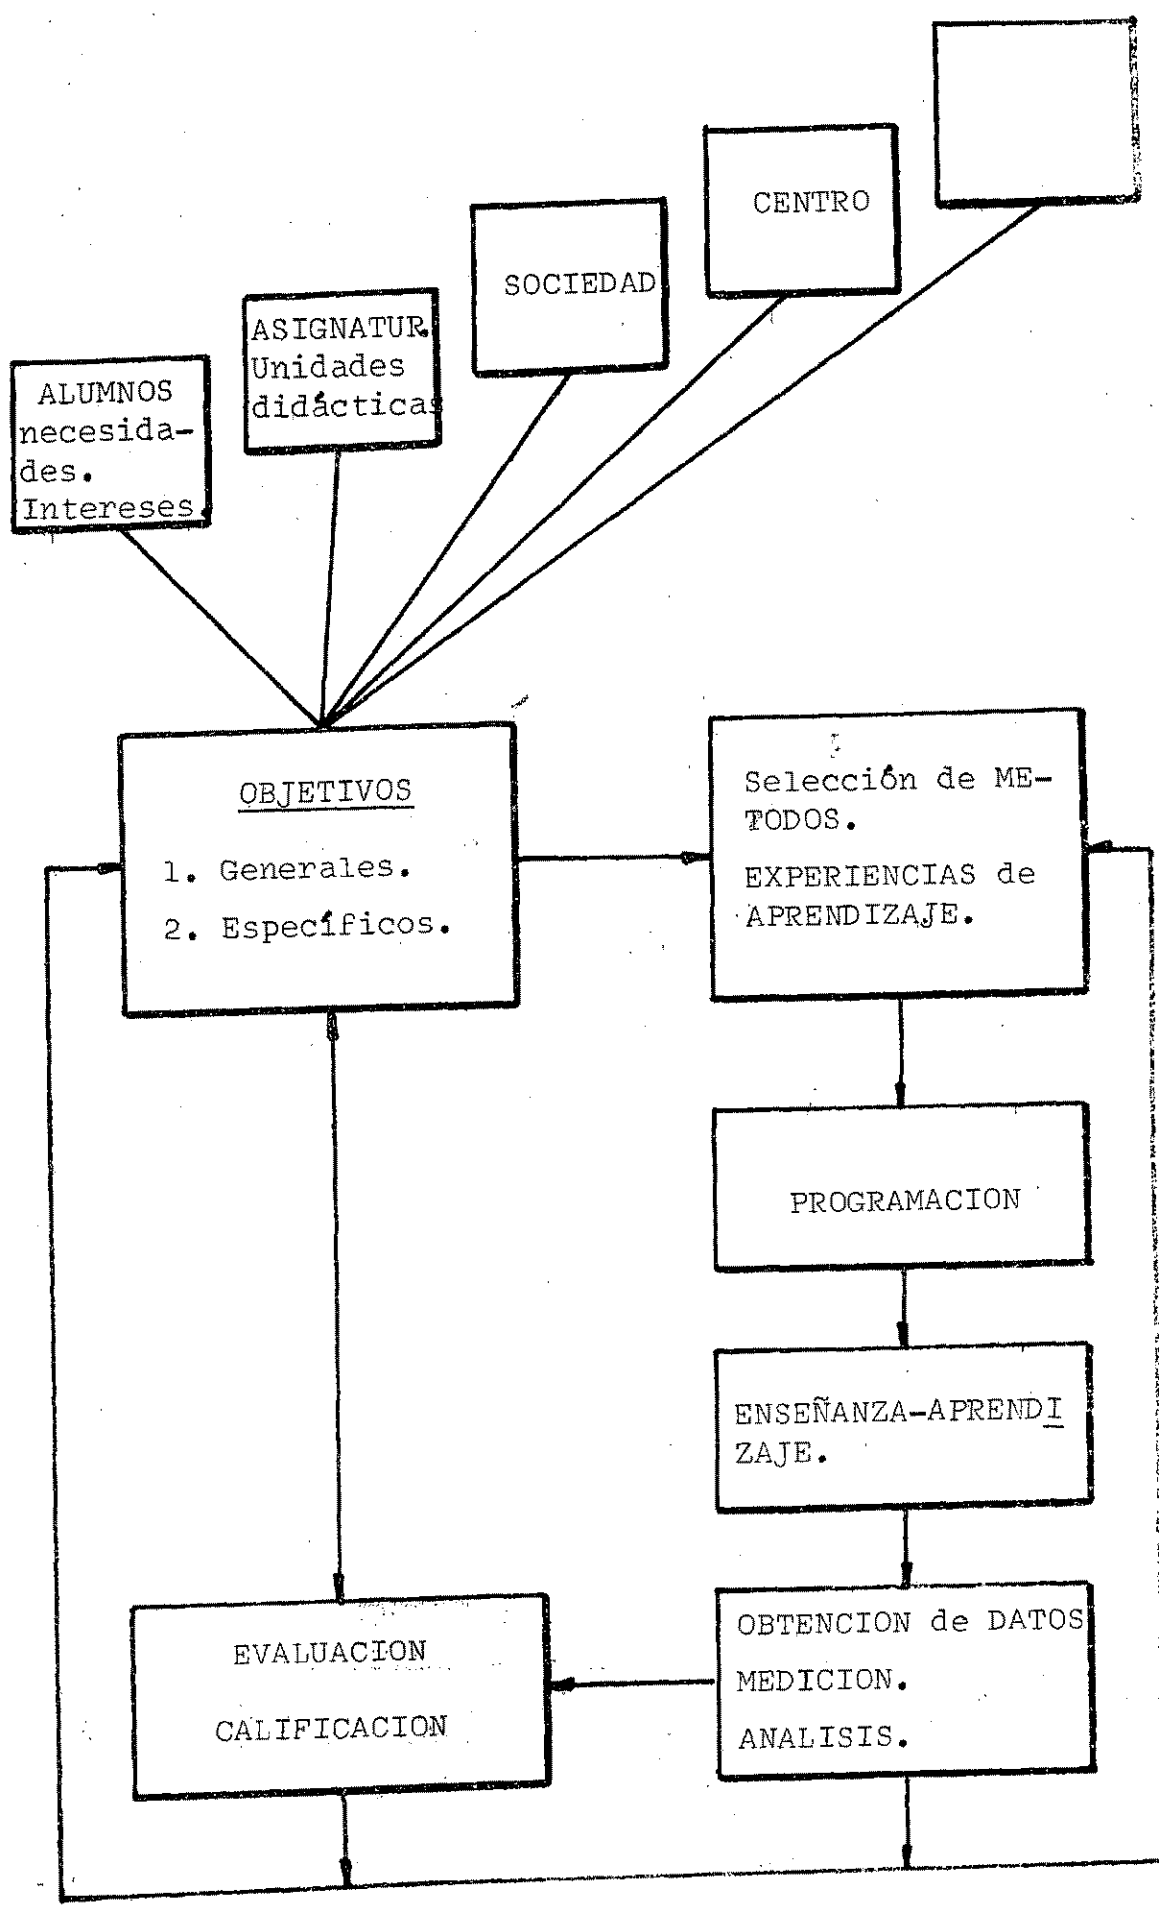 CENTRO
SOCIEDAD
ASIGNATUR.
Unidades
didácticas
ALUMNOS
necesida-
des.
Intereses.
OBJETIVOS
1. Generales.
2. Específicos.
Selección de ME-
TODOS.
EXPERIENCIAS de
APRENDIZAJE.
PROGRAMACION
ENSEÑANZA-APRENDI
ZAJE.
OBTENCION de DATOS
MEDICION.
ANALISIS.
EVALUACION
CALIFICACION